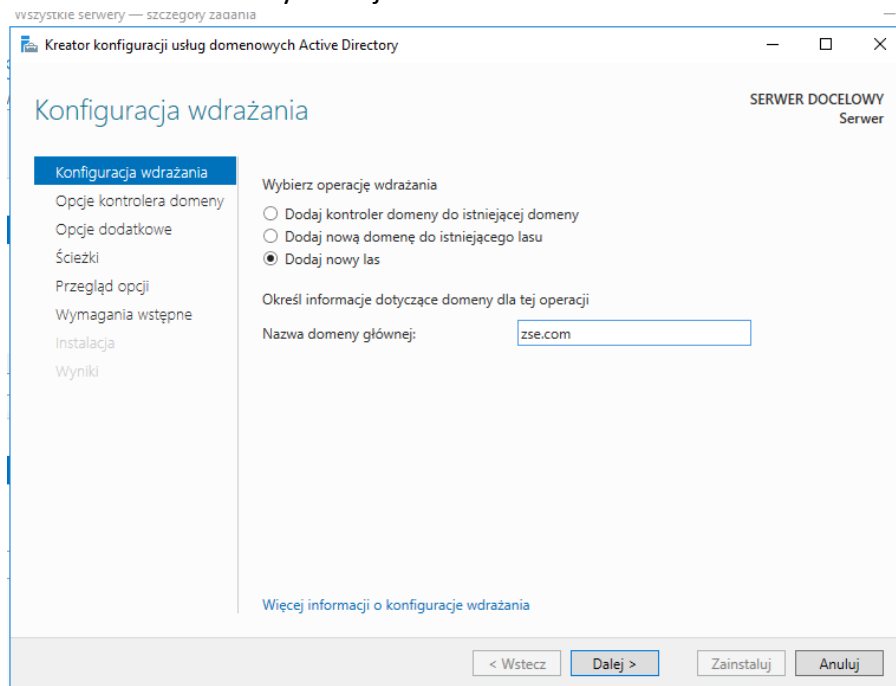 Wszystkie serwery — szczegóły zadania
Kreator konfiguracji usług domenowych Active Directory
Konfiguracja wdrażania
SERWER DOCELOWY
Serwer
Konfiguracja wdrażania
Opcje kontrolera domeny
Opcje dodatkowe
Ścieżki
Przegląd opcji
Wymagania wstępne
Instalacja
Wyniki
Wybierz operację wdrażania
Dodaj kontroler domeny do istniejącej domeny
Dodaj nową domenę do istniejącego lasu
Dodaj nowy las
Określ informacje dotyczące domeny dla tej operacji
Nazwa domeny głównej: zse.com
Więcej informacji o konfiguracje wdrażania
< Wstecz Dalej > Zainstaluj Anuluj